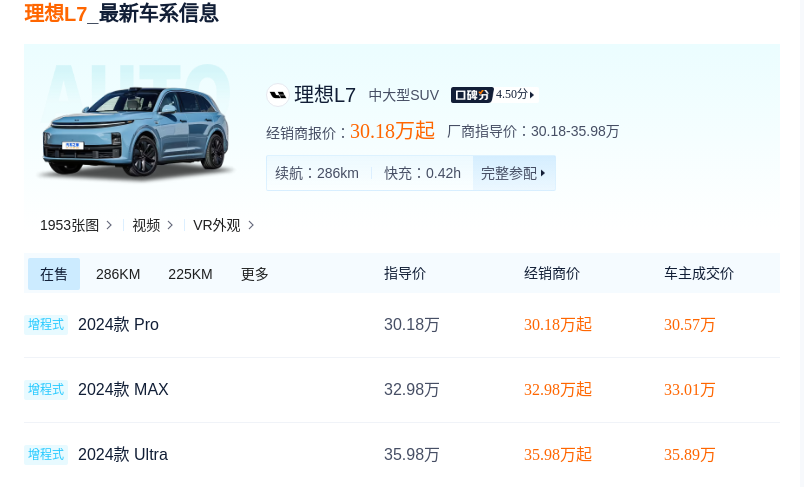 理想L7_最新车系信息
AUTO
理想L7 中大型SUV 口碑分 4.50分
经销商报价：30.18万起 厂商指导价：30.18-35.98万
续航：286km 快充：0.42h 完整参配
1953张图 视频 VR外观
在售 286KM 225KM 更多 指导价 经销商价 车主成交价
增程式 2024款 Pro 30.18万 30.18万起 30.57万
增程式 2024款 MAX 32.98万 32.98万起 33.01万
增程式 2024款 Ultra 35.98万 35.98万起 35.89万